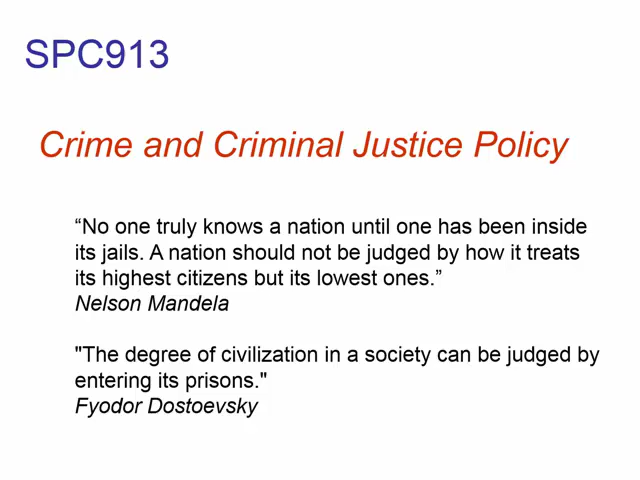 SPC913
Crime and Criminal Justice Policy
“No one truly knows a nation until one has been inside
its jails. A nation should not be judged by how it treats
its highest citizens but its lowest ones.”
Nelson Mandela
"The degree of civilization in a society can be judged by
entering its prisons."
Fyodor Dostoevsky